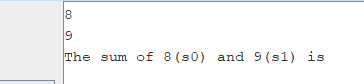 8
9
The sum of 8(s0) and 9(s1) is